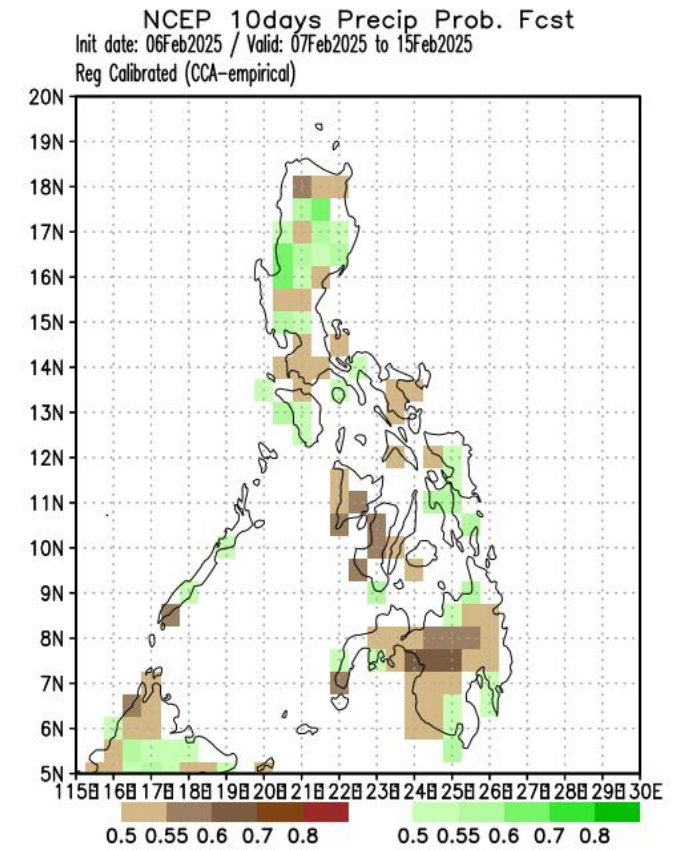 NCEP 10days Precip Prob. Fcst
Init date: 06Feb2025 / Valid: 07Feb2025 to 15Feb2025
Reg Calibrated (CCA-empirical)
20N
19N
18N
17N
16N
15N
14N
13N
12N
11N
10N
9N
8N
7N
6N
5N
115E 116E 117E 118E 119E 120E 121E 122E 123E 124E 125E 126E 127E 128E 129E 130E
0.5 0.55 0.6 0.7 0.8 0.5 0.55 0.6 0.7 0.8